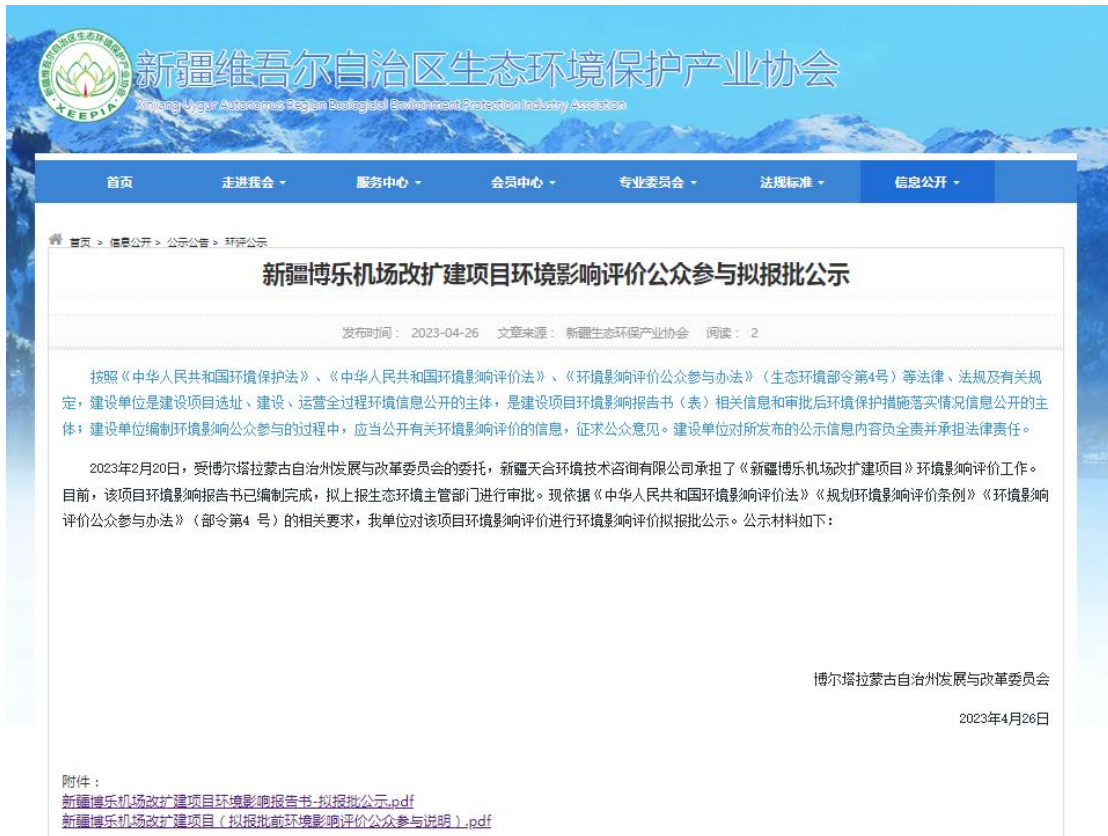 新疆维吾尔自治区生态环境保护产业协会
Xinjiang Uygur Autonomus Region Ecological Environment Protection Industry Assciation
XEEPIA
首页 走进我会 服务中心 会员中心 专业委员会 法规标准 信息公开
首页 > 信息公开 > 公示公告 > 环评公示
新疆博乐机场改扩建项目环境影响评价公众参与拟报批公示
发布时间： 2023-04-26 文章来源： 新疆生态环保产业协会 阅读： 2
按照《中华人民共和国环境保护法》、《中华人民共和国环境影响评价法》、《环境影响评价公众参与办法》（生态环境部令第4号）等法律、法规及有关规
定，建设单位是建设项目选址、建设、运营全过程环境信息公开的主体，是建设项目环境影响报告书（表）相关信息和审批后环境保护措施落实情况信息公开的主
体；建设单位编制环境影响公众参与的过程中，应当公开有关环境影响评价的信息，征求公众意见。建设单位对所发布的公示信息内容负全责并承担法律责任。
2023年2月20日，受博尔塔拉蒙古自治州发展与改革委员会的委托，新疆天合环境技术咨询有限公司承担了《新疆博乐机场改扩建项目》环境影响评价工作。
目前，该项目环境影响报告书已编制完成，拟上报生态环境主管部门进行审批。现依据《中华人民共和国环境影响评价法》《规划环境影响评价条例》《环境影响
评价公众参与办法》（部令第4 号）的相关要求，我单位对该项目环境影响评价进行环境影响评价拟报批公示。公示材料如下：
博尔塔拉蒙古自治州发展与改革委员会
2023年4月26日
附件：
新疆博乐机场改扩建项目环境影响报告书-拟报批公示.pdf
新疆博乐机场改扩建项目（拟报批前环境影响评价公众参与说明）.pdf